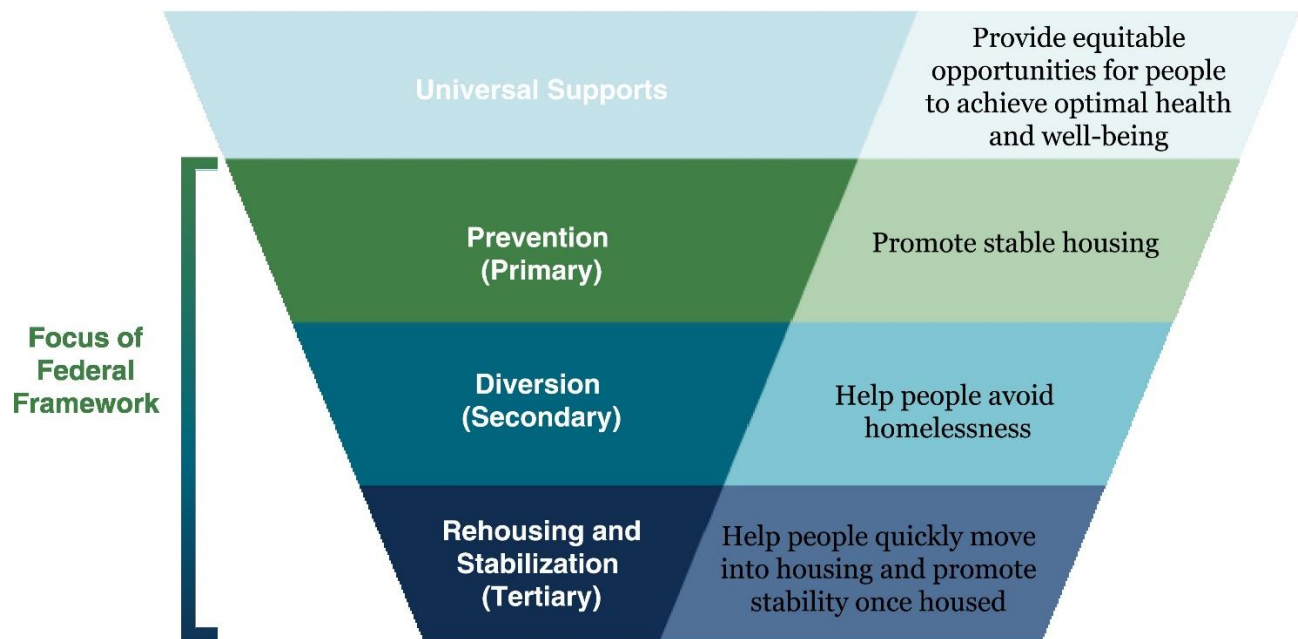 Universal Supports
Provide equitable
opportunities for people
to achieve optimal health
and well-being
Focus of
Federal
Framework
Prevention
(Primary)
Promote stable housing
Diversion
(Secondary)
Help people avoid
homelessness
Rehousing and
Stabilization
(Tertiary)
Help people quickly move
into housing and promote
stability once housed